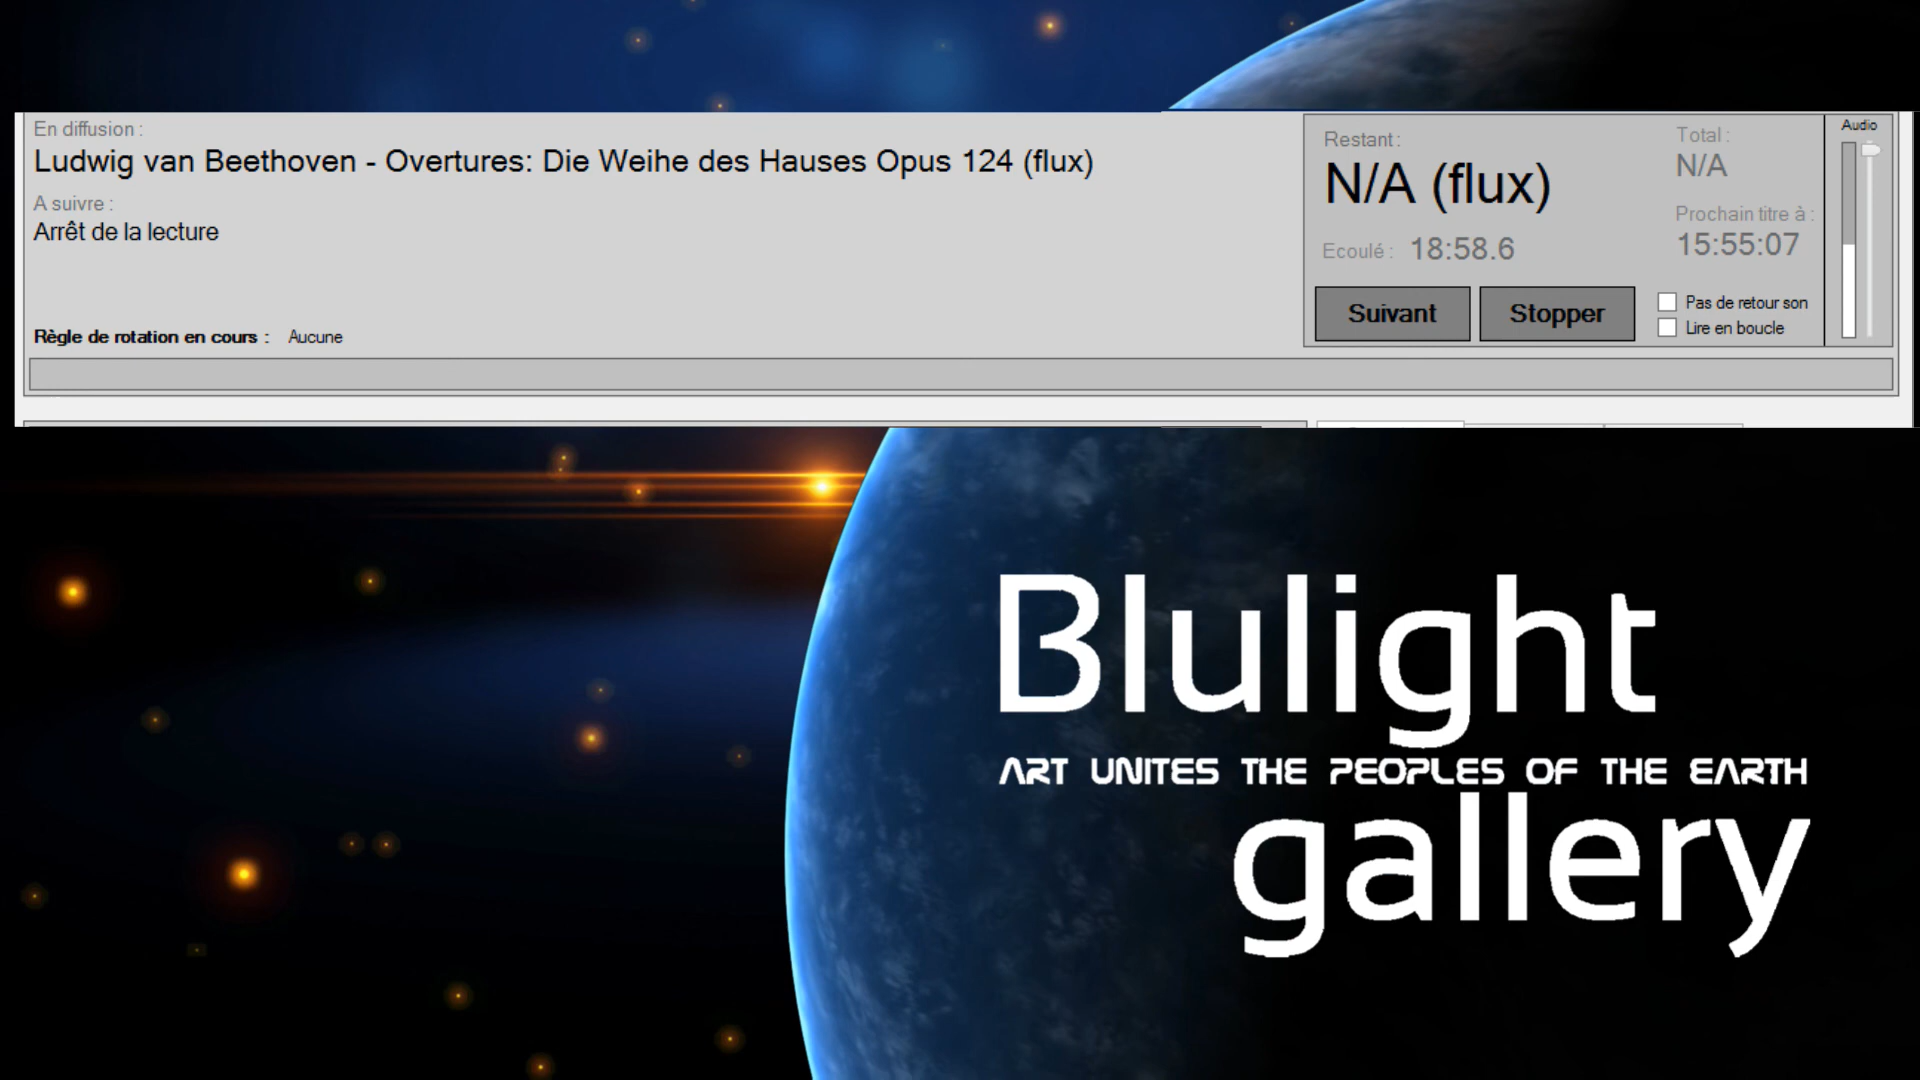 En diffusion :
Ludwig van Beethoven - Overtures: Die Weihe des Hauses Opus 124 (flux)
A suivre :
Arrêt de la lecture
Règle de rotation en cours : Aucune
Restant :
N/A (flux)
Ecoulé : 18:58.6
Total :
N/A
Prochain titre à :
15:55:07
Suivant
Stopper
Pas de retour son
Lire en boucle
Audio
Blulight
ART UNITES THE PEOPLES OF THE EARTH
gallery